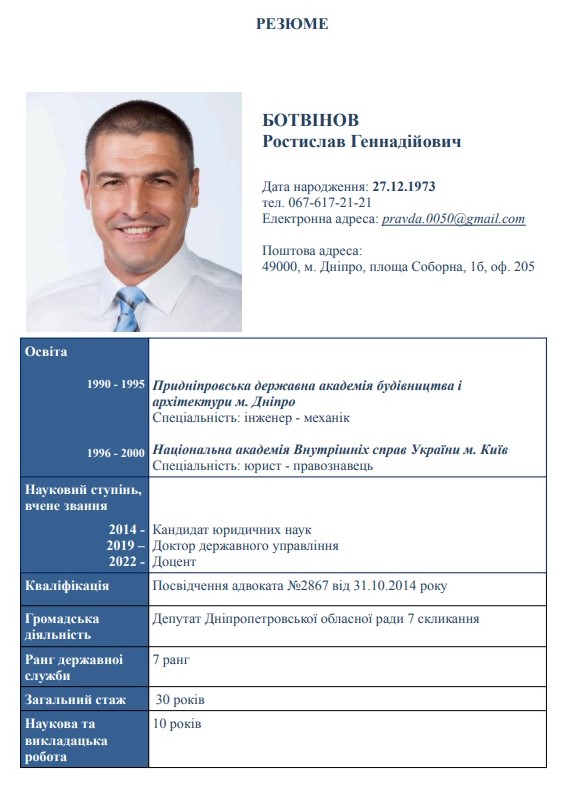 РЕЗЮМЕ
БОТВІНОВ
Ростислав Геннадійович
Дата народження: 27.12.1973
тел. 067-617-21-21
Електронна адреса: pravda.0050@gmail.com
Поштова адреса:
49000, м. Дніпро, площа Соборна, 1б, оф. 205
Освіта
1990 - 1995 Придніпровська державна академія будівництва і
архітектури м. Дніпро
Спеціальність: інженер - механік
1996 - 2000 Національна академія Внутрішніх справ України м. Київ
Спеціальність: юрист - правознавець
Науковий ступінь,
вчене звання
2014 - Кандидат юридичних наук
2019 – Доктор державного управління
2022 - Доцент
Кваліфікація Посвідчення адвоката №2867 від 31.10.2014 року
Громадська Депутат Дніпропетровської обласної ради 7 скликання
діяльність
Ранг державної 7 ранг
служби
Загальний стаж 30 років
Наукова та 10 років
викладацька
робота